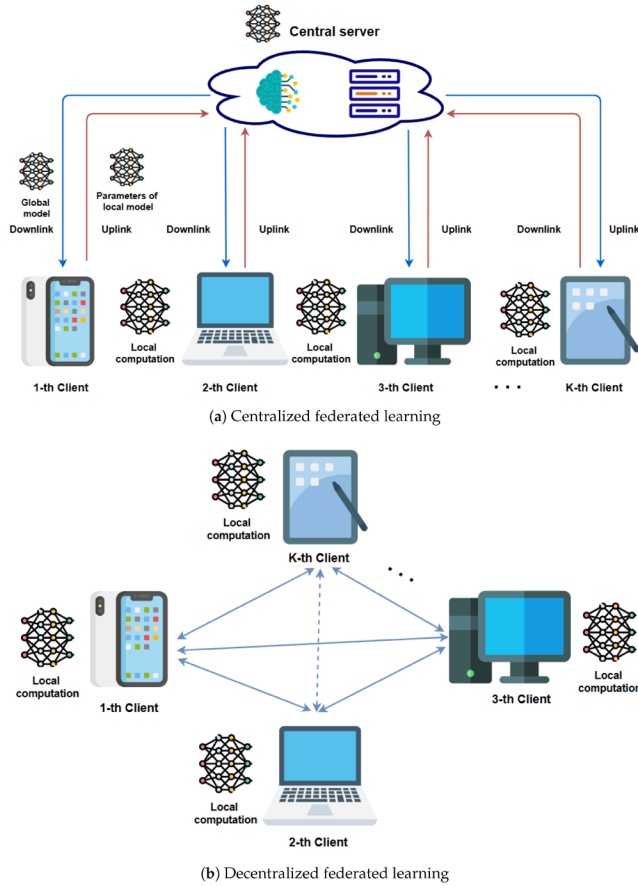 Central server
Global
model
Parameters of
local model
Downlink
Uplink
Downlink
Uplink
Downlink
Uplink
Downlink
Uplink
Local
computation
Local
computation
Local
computation
1-th Client
2-th Client
3-th Client
. . .
K-th Client
(a) Centralized federated learning
Local
computation
K-th Client
. . .
Local
computation
1-th Client
3-th Client
Local
computation
Local
computation
2-th Client
(b) Decentralized federated learning